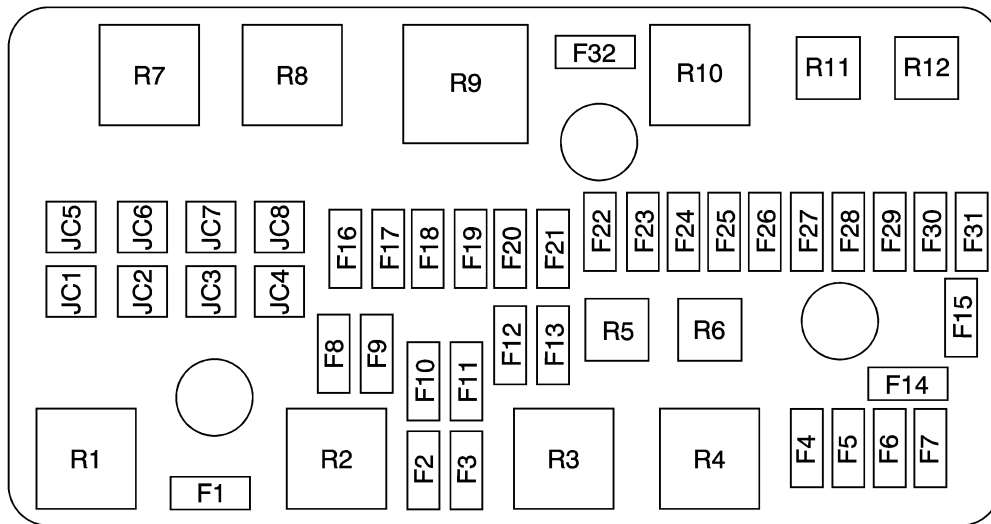 R7 R8 R9 F32 R10 R11 R12
JC5 JC6 JC7 JC8 F16 F17 F18 F19 F20 F21 F22 F23 F24 F25 F26 F27 F28 F29 F30 F31
JC1 JC2 JC3 JC4
F8 F9 F12 F13 R5 R6 F15
F10 F11 F14
R1 F1 R2 F2 F3 R3 R4 F4 F5 F6 F7